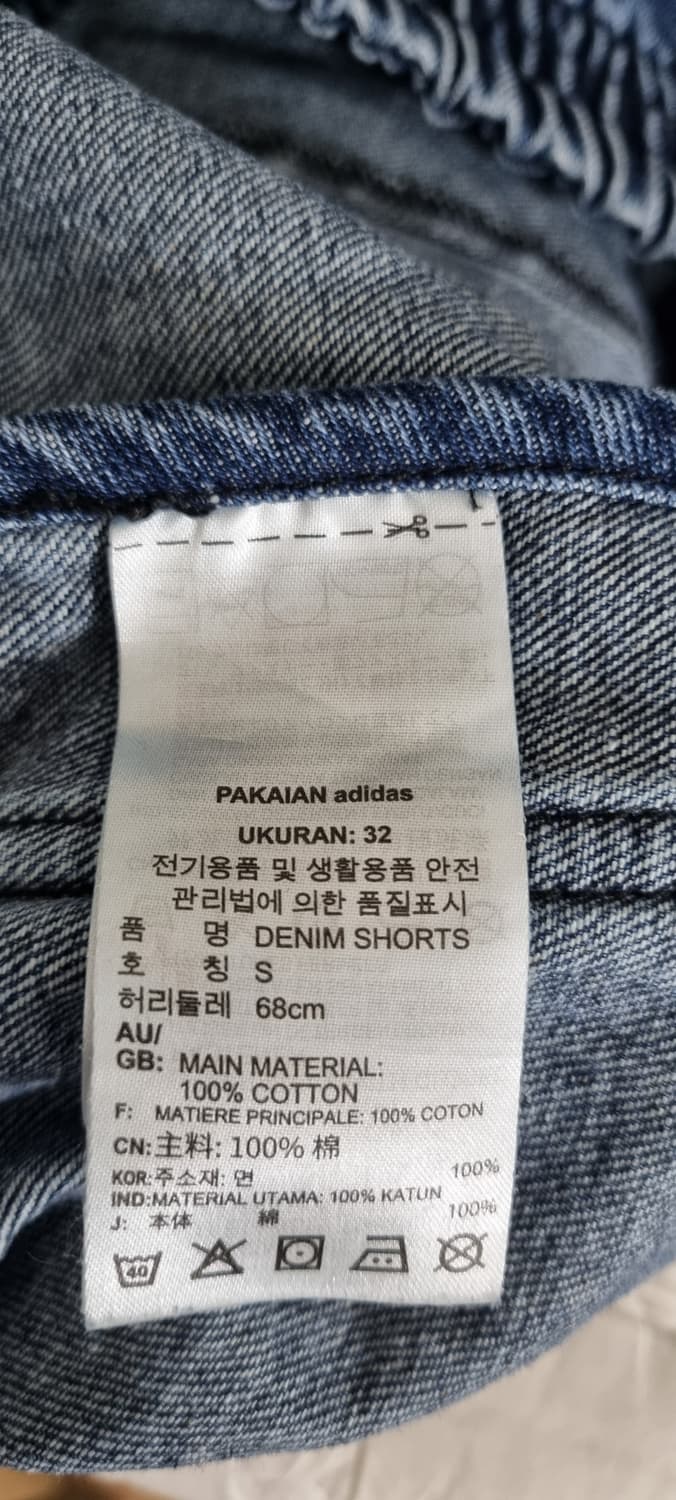 PAKAIAN adidas
UKURAN: 32
전기용품 및 생활용품 안전
관리법에 의한 품질표시
품 명 DENIM SHORTS
호 칭 S
허리둘레 68cm
AU/
GB: MAIN MATERIAL:
100% COTTON
F: MATIERE PRINCIPALE: 100% COTON
CN:主料: 100% 棉
KOR:주소재: 면 100%
IND:MATERIAL UTAMA: 100% KATUN
J: 本体 綿 100%
40